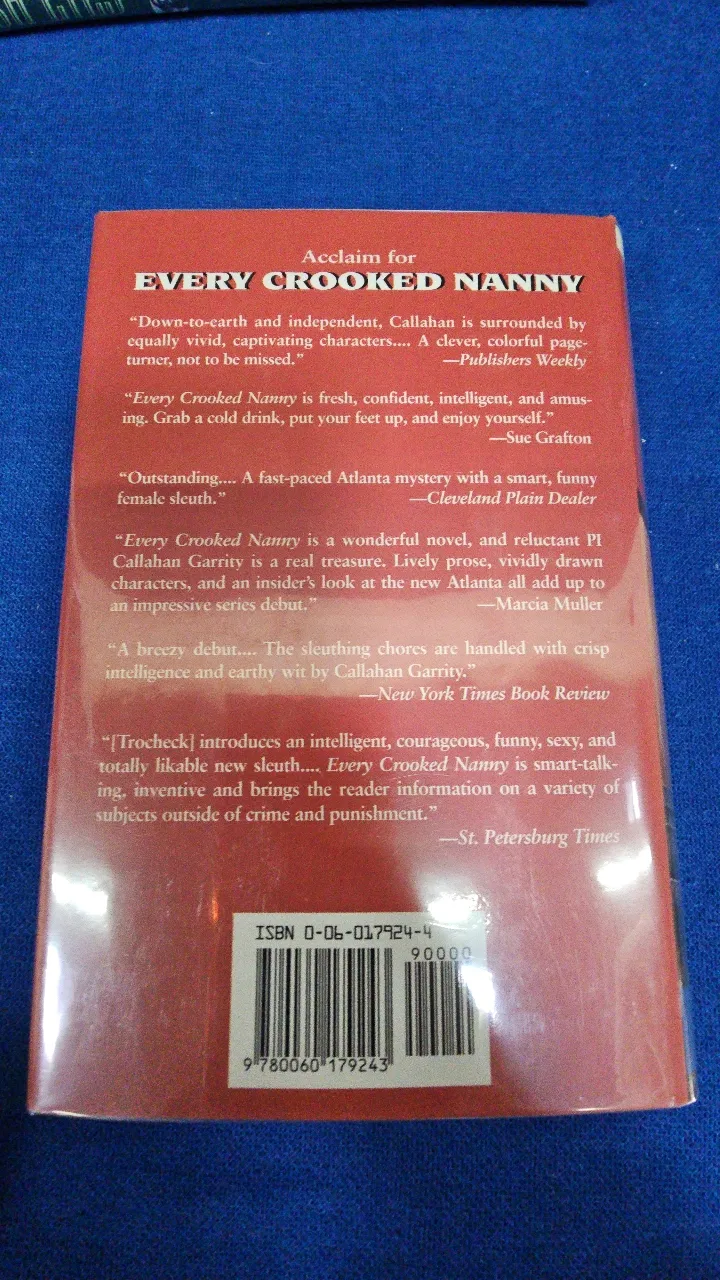 Acclaim for
EVERY CROOKED NANNY
“Down-to-earth and independent, Callahan is surrounded by
equally vivid, captivating characters.... A clever, colorful page-
turner, not to be missed.” —Publishers Weekly
“Every Crooked Nanny is fresh, confident, intelligent, and amus-
ing. Grab a cold drink, put your feet up, and enjoy yourself.”
—Sue Grafton
“Outstanding.... A fast-paced Atlanta mystery with a smart, funny
female sleuth.” —Cleveland Plain Dealer
“Every Crooked Nanny is a wonderful novel, and reluctant PI
Callahan Garrity is a real treasure. Lively prose, vividly drawn
characters, and an insider’s look at the new Atlanta all add up to
an impressive series debut.” —Marcia Muller
“A breezy debut.... The sleuthing chores are handled with crisp
intelligence and earthy wit by Callahan Garrity.”
—New York Times Book Review
“[Trocheck] introduces an intelligent, courageous, funny, sexy, and
totally likable new sleuth.... Every Crooked Nanny is smart-talk-
ing, inventive and brings the reader information on a variety of
subjects outside of crime and punishment.”
—St. Petersburg Times
ISBN 0-06-017924-4
90000
9 780060 179243